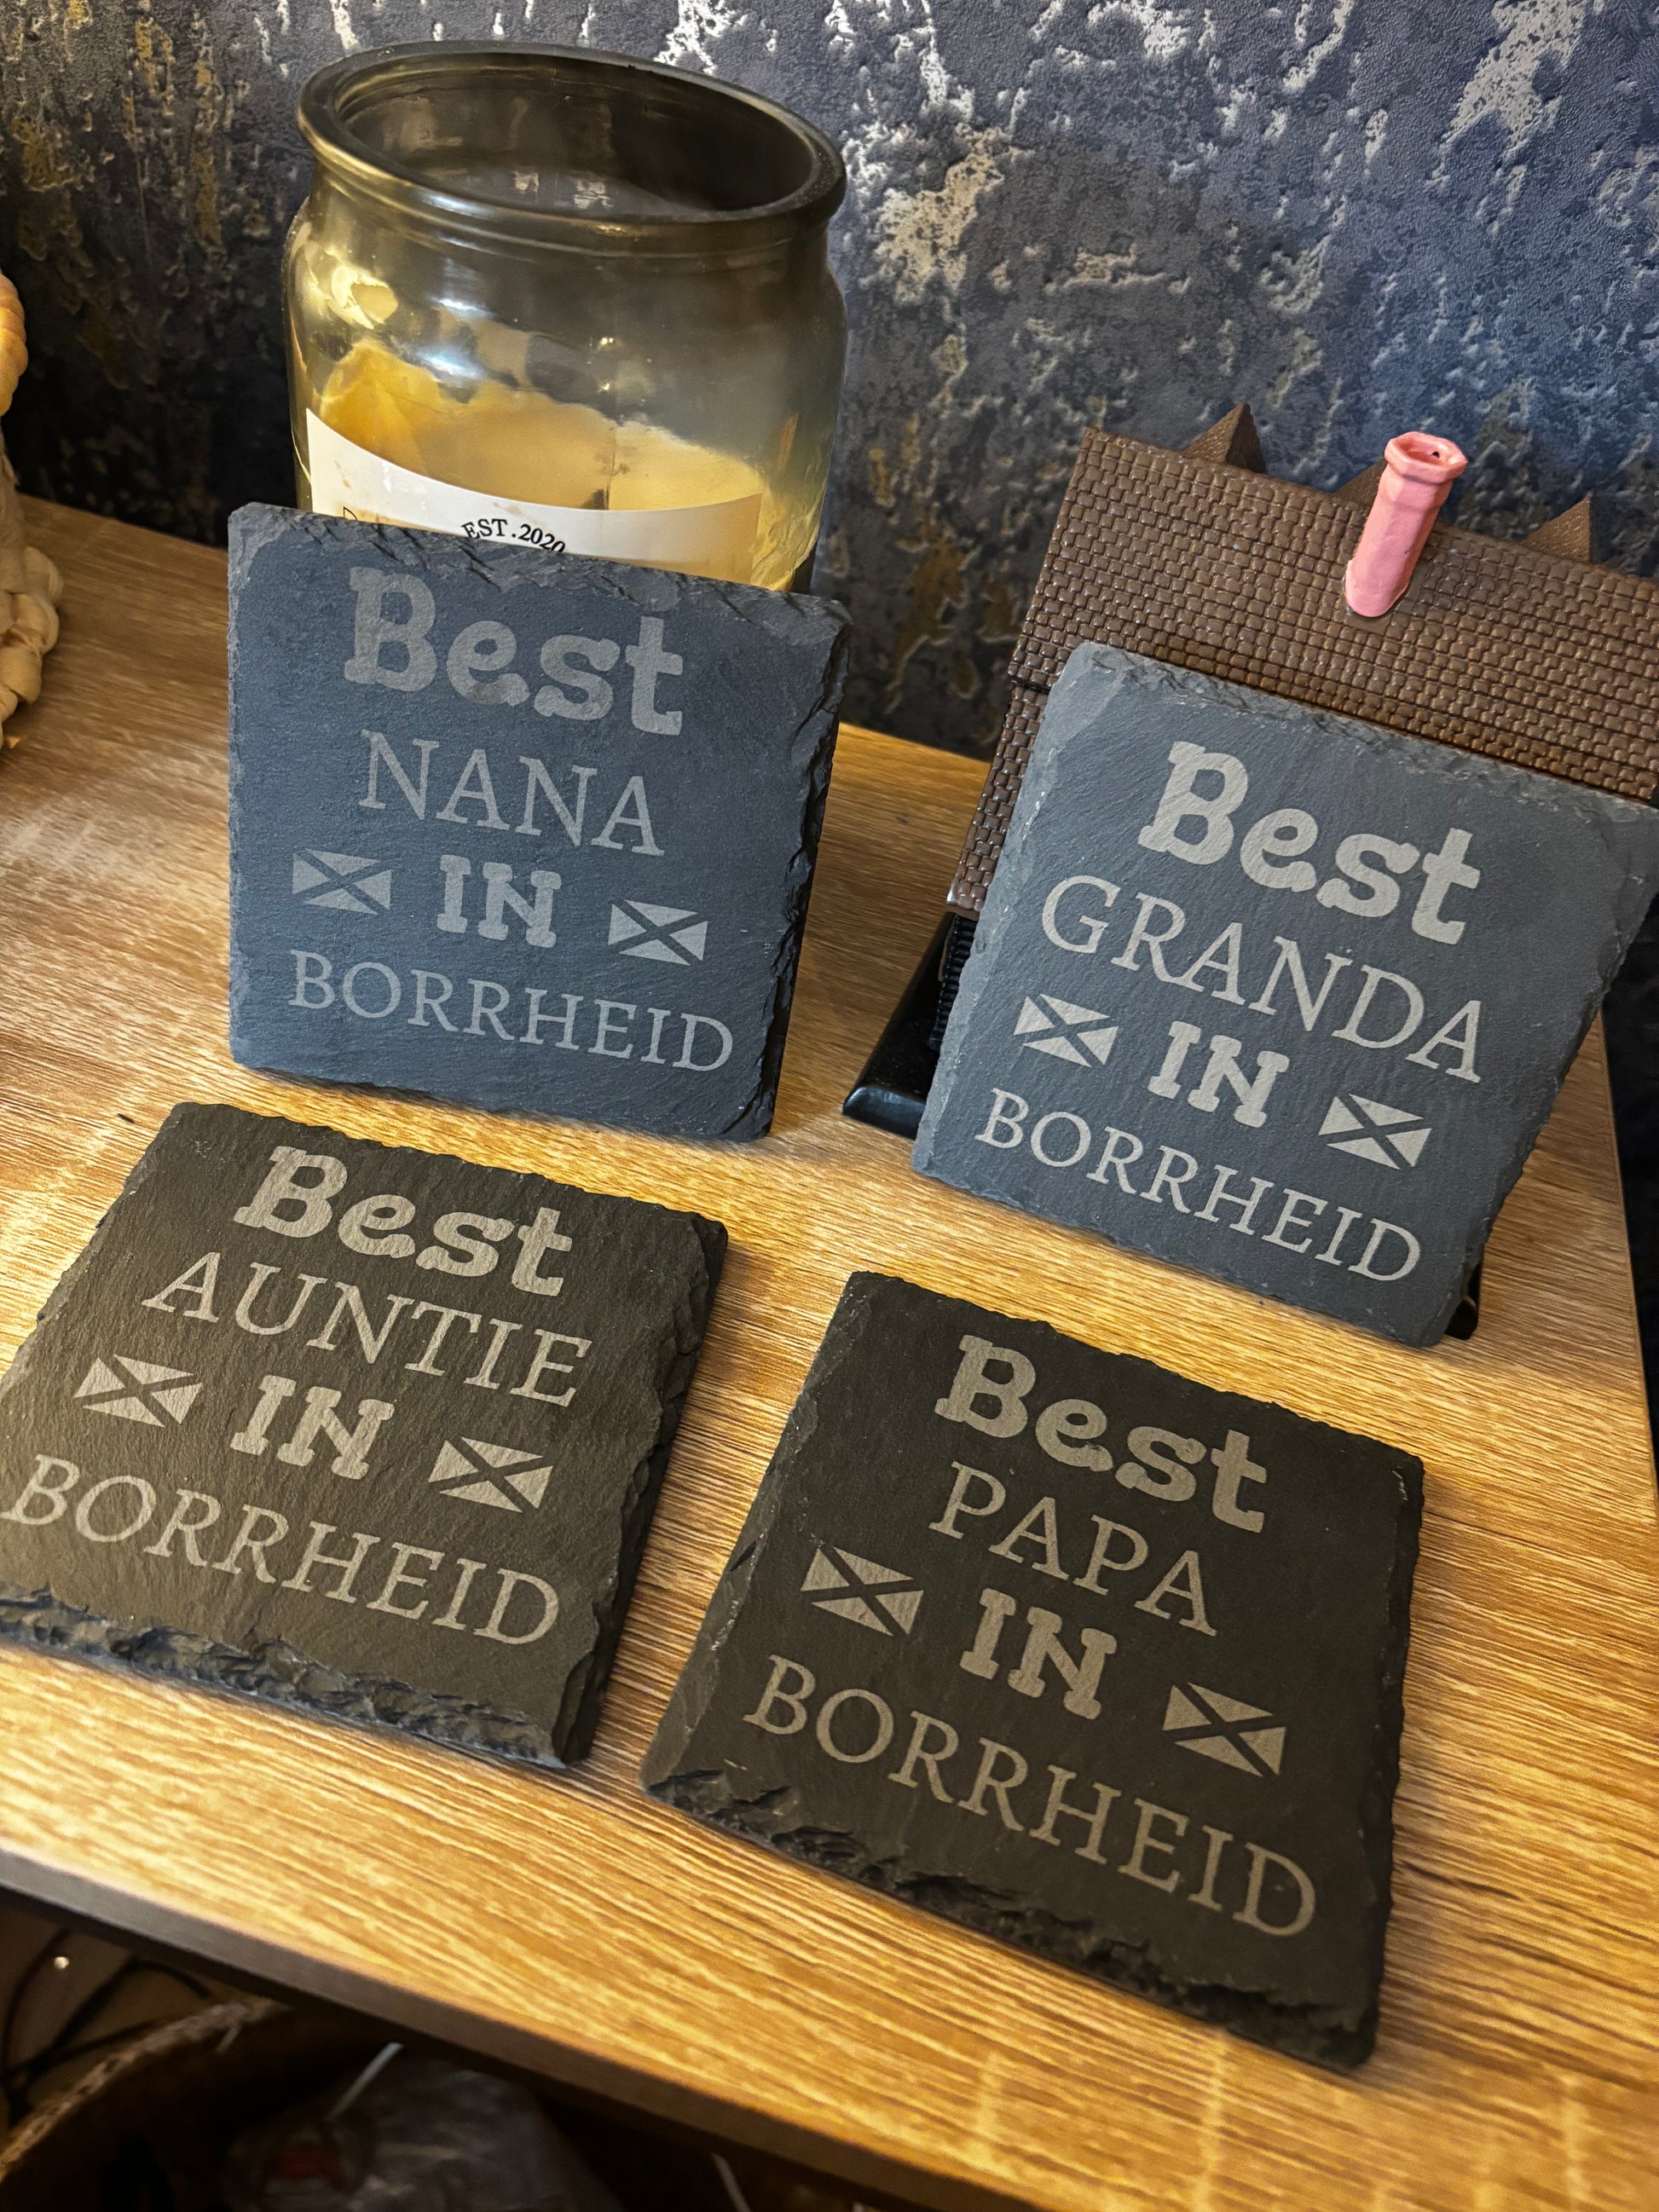 EST.2020
Best
NANA
IN
BORRHEID
Best
GRANDA
IN
BORRHEID
Best
AUNTIE
IN
BORRHEID
Best
PAPA
IN
BORRHEID